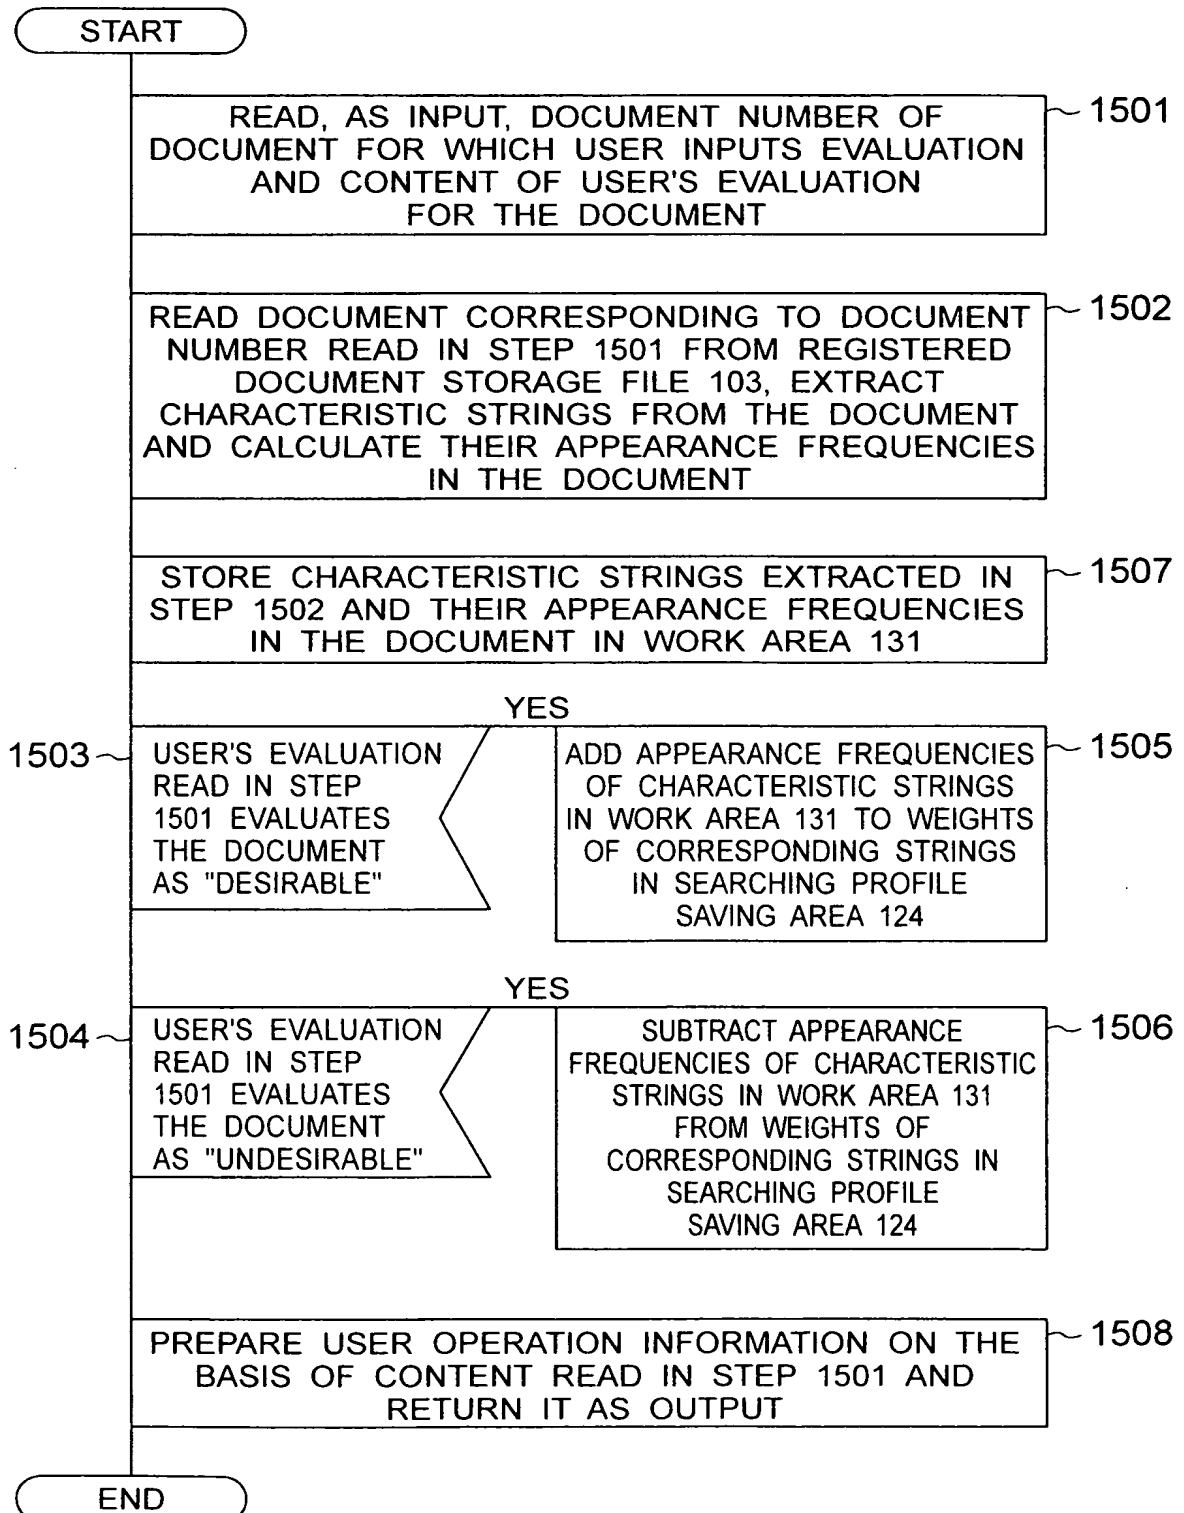 START
READ, AS INPUT, DOCUMENT NUMBER OF
DOCUMENT FOR WHICH USER INPUTS EVALUATION
AND CONTENT OF USER'S EVALUATION
FOR THE DOCUMENT
1501
READ DOCUMENT CORRESPONDING TO DOCUMENT
NUMBER READ IN STEP 1501 FROM REGISTERED
DOCUMENT STORAGE FILE 103, EXTRACT
CHARACTERISTIC STRINGS FROM THE DOCUMENT
AND CALCULATE THEIR APPEARANCE FREQUENCIES
IN THE DOCUMENT
1502
STORE CHARACTERISTIC STRINGS EXTRACTED IN
STEP 1502 AND THEIR APPEARANCE FREQUENCIES
IN THE DOCUMENT IN WORK AREA 131
1507
1503
USER'S EVALUATION
READ IN STEP
1501 EVALUATES
THE DOCUMENT
AS "DESIRABLE"
YES
ADD APPEARANCE FREQUENCIES
OF CHARACTERISTIC STRINGS
IN WORK AREA 131 TO WEIGHTS
OF CORRESPONDING STRINGS
IN SEARCHING PROFILE
SAVING AREA 124
1505
1504
USER'S EVALUATION
READ IN STEP
1501 EVALUATES
THE DOCUMENT
AS "UNDESIRABLE"
YES
SUBTRACT APPEARANCE
FREQUENCIES OF CHARACTERISTIC
STRINGS IN WORK AREA 131
FROM WEIGHTS OF
CORRESPONDING STRINGS IN
SEARCHING PROFILE
SAVING AREA 124
1506
PREPARE USER OPERATION INFORMATION ON THE
BASIS OF CONTENT READ IN STEP 1501 AND
RETURN IT AS OUTPUT
1508
END